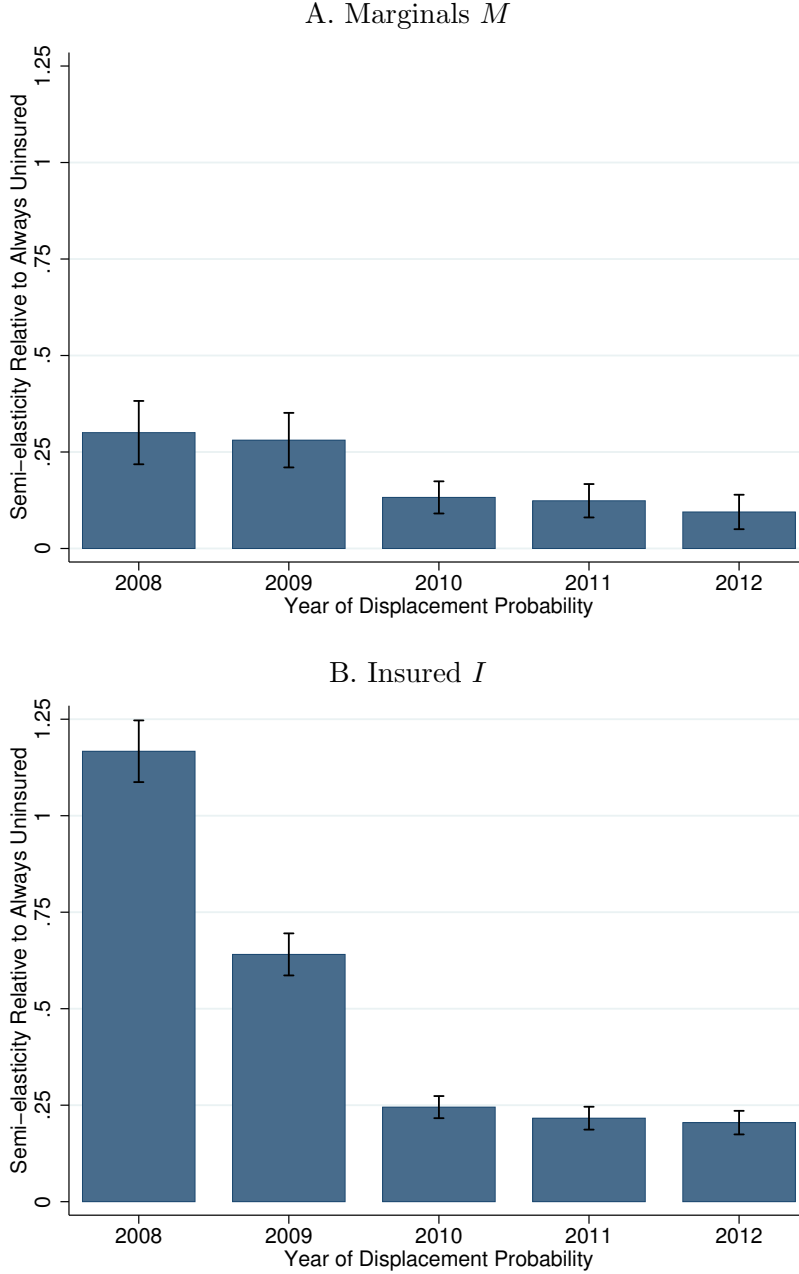 A. Marginals M
Semi−elasticity Relative to Always Uninsured
1.25
1
.75
.5
.25
0
2008 2009 2010 2011 2012
Year of Displacement Probability
B. Insured I
Semi−elasticity Relative to Always Uninsured
1.25
1
.75
.5
.25
0
2008 2009 2010 2011 2012
Year of Displacement Probability